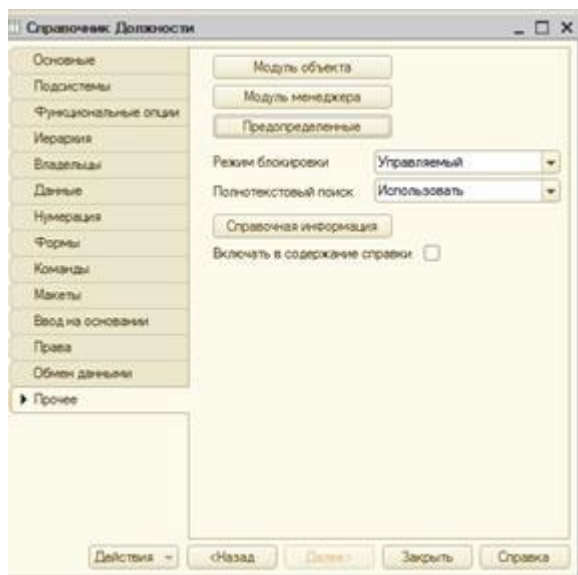 Справочник Должности
Основные
Подсистемы
Функциональные опции
Иерархия
Владельцы
Данные
Нумерация
Формы
Команды
Макеты
Ввод на основании
Права
Обмен данными
Прочее
Модуль объекта
Модуль менеджера
Предопределенные
Режим блокировки Управляемый
Полнотекстовый поиск Использовать
Справочная информация
Включать в содержание справки
Действия <Назад Далее> Закрыть Справка